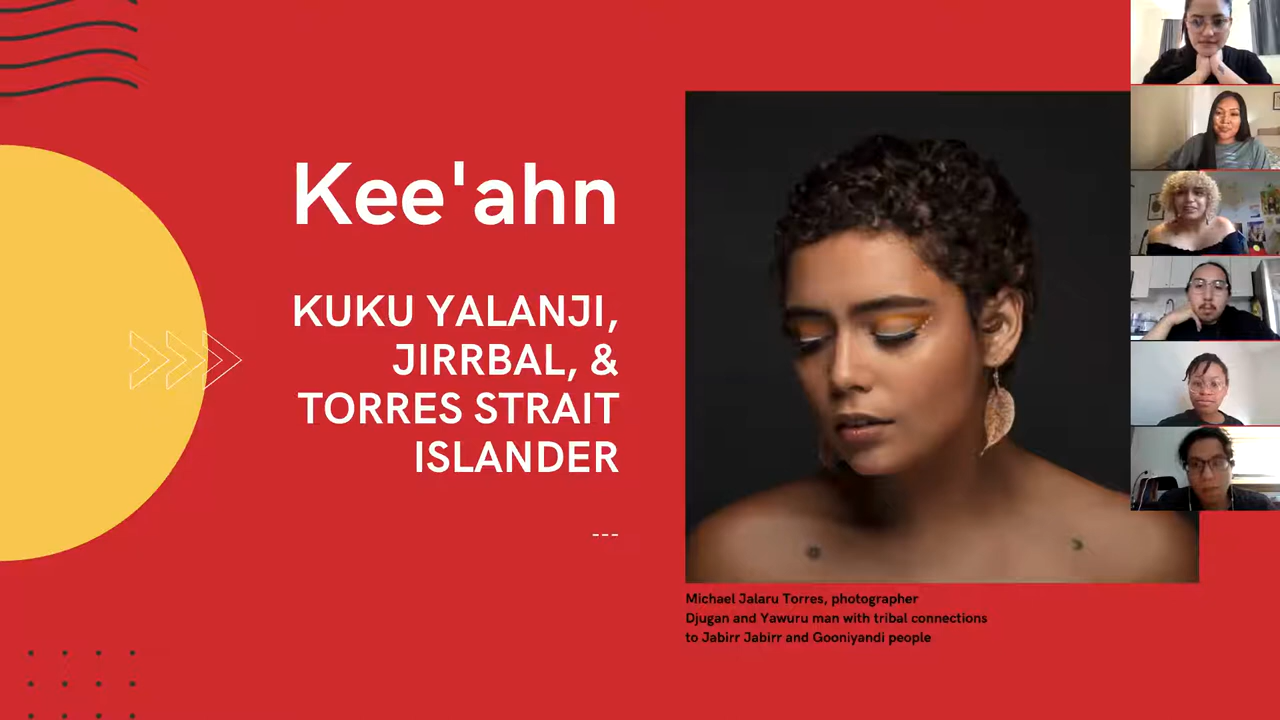 Kee'ahn
KUKU YALANJI,
JIRRBAL, &
TORRES STRAIT
ISLANDER
---
Michael Jalaru Torres, photographer
Djugan and Yawuru man with tribal connections
to Jabirr Jabirr and Gooniyandi people